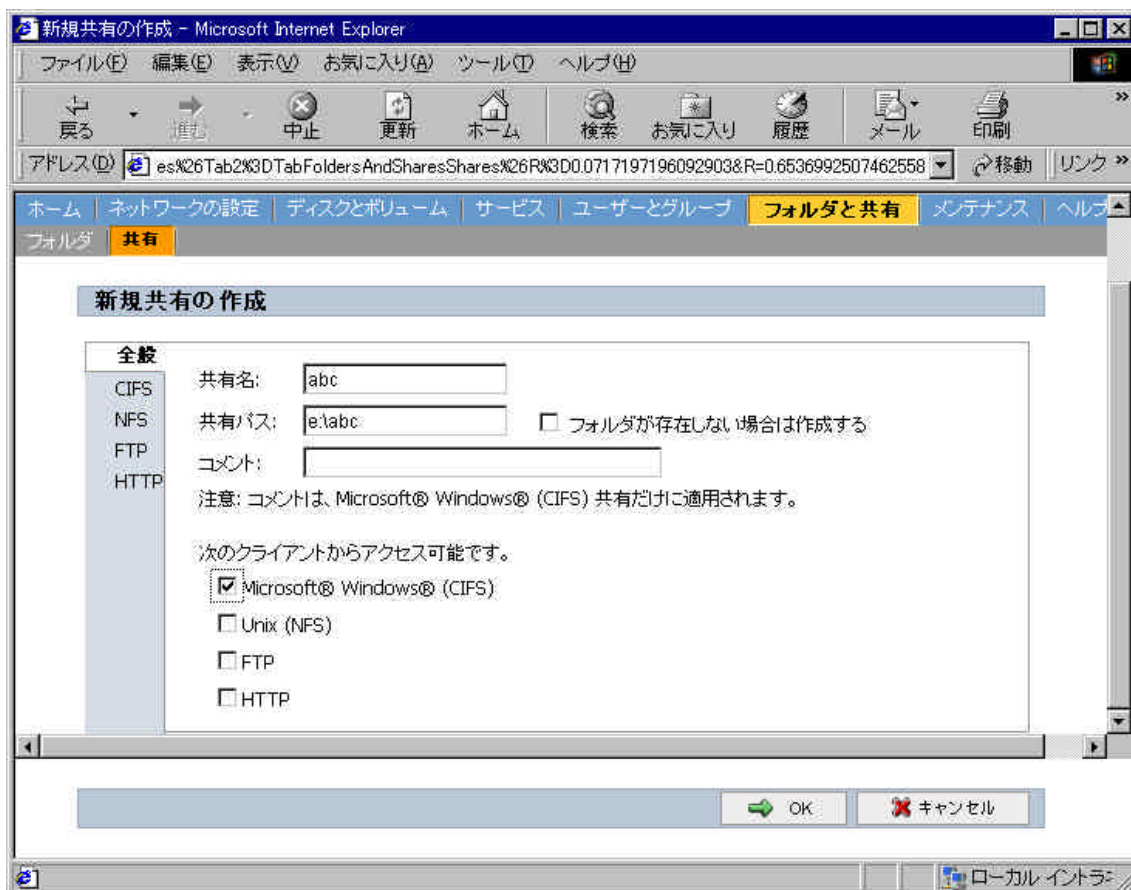 新規共有の作成 - Microsoft Internet Explorer
ファイル(F) 編集(E) 表示(V) お気に入り(A) ツール(T) ヘルプ(H)
戻る 進む 中止 更新 ホーム 検索 お気に入り 履歴 メール 印刷 »
アドレス(D) es%26Tab2%3DTabFoldersAndSharesShares%26R%3D0.0717197196092903&R=0.6536992507462558 移動 リンク »
ホーム ネットワークの設定 ディスクとボリューム サービス ユーザーとグループ フォルダと共有 メンテナンス ヘルプ
フォルダ 共有
新規共有の作成
全般
CIFS
NFS
FTP
HTTP
共有名: abc
共有パス: e:\abc フォルダが存在しない場合は作成する
コメント:
注意: コメントは、Microsoft® Windows® (CIFS) 共有だけに適用されます。
次のクライアントからアクセス可能です。
Microsoft® Windows® (CIFS)
Unix (NFS)
FTP
HTTP
OK キャンセル
ローカル イントラ